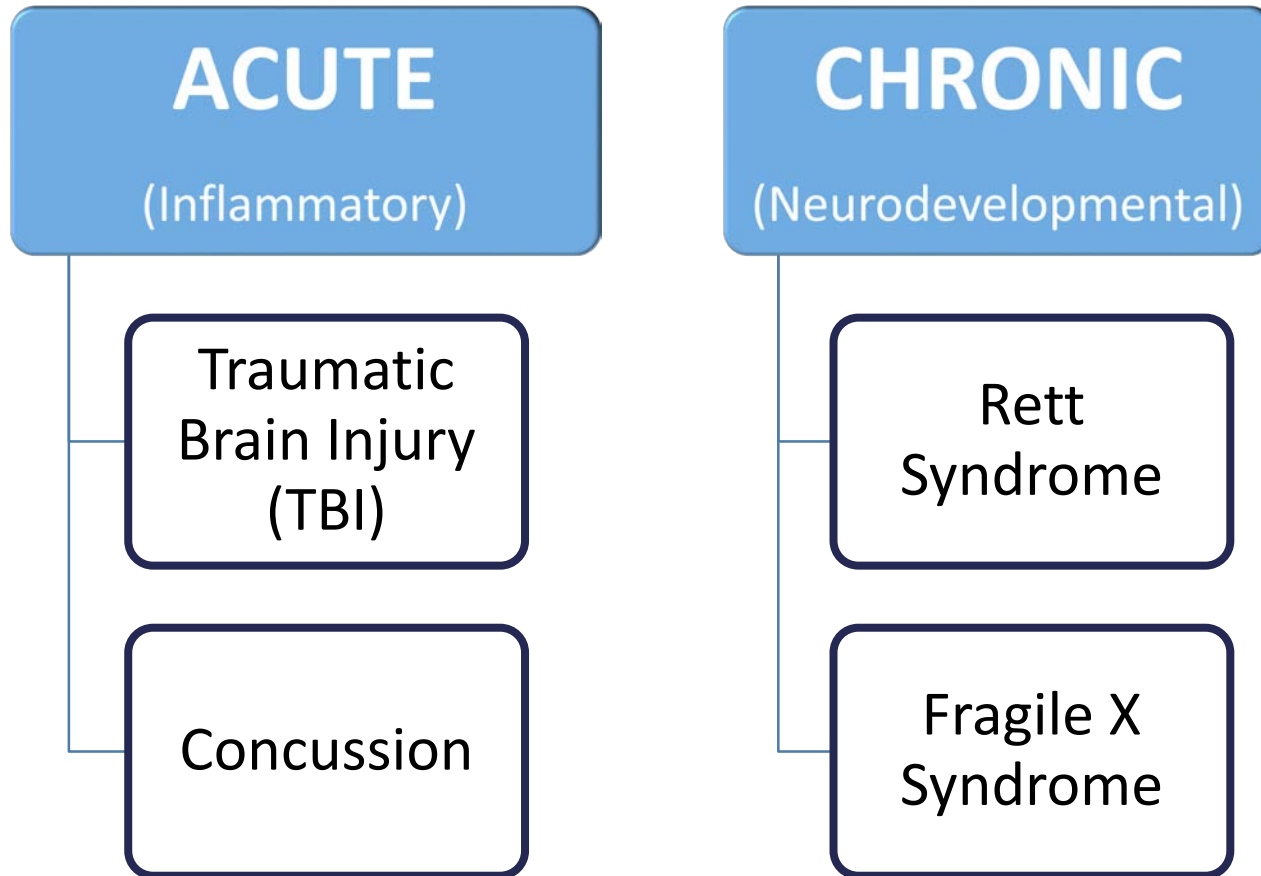 ACUTE
(Inflammatory)
Traumatic
Brain Injury
(TBI)
Concussion
CHRONIC
(Neurodevelopmental)
Rett
Syndrome
Fragile X
Syndrome